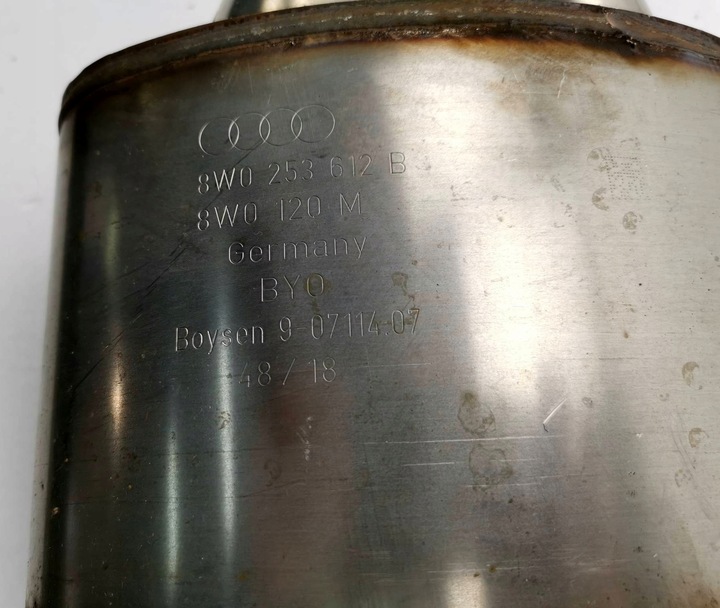 8W0 253 612 B
8W0 120 M
Germany
BYO
Boysen 9-07114.07
48/18